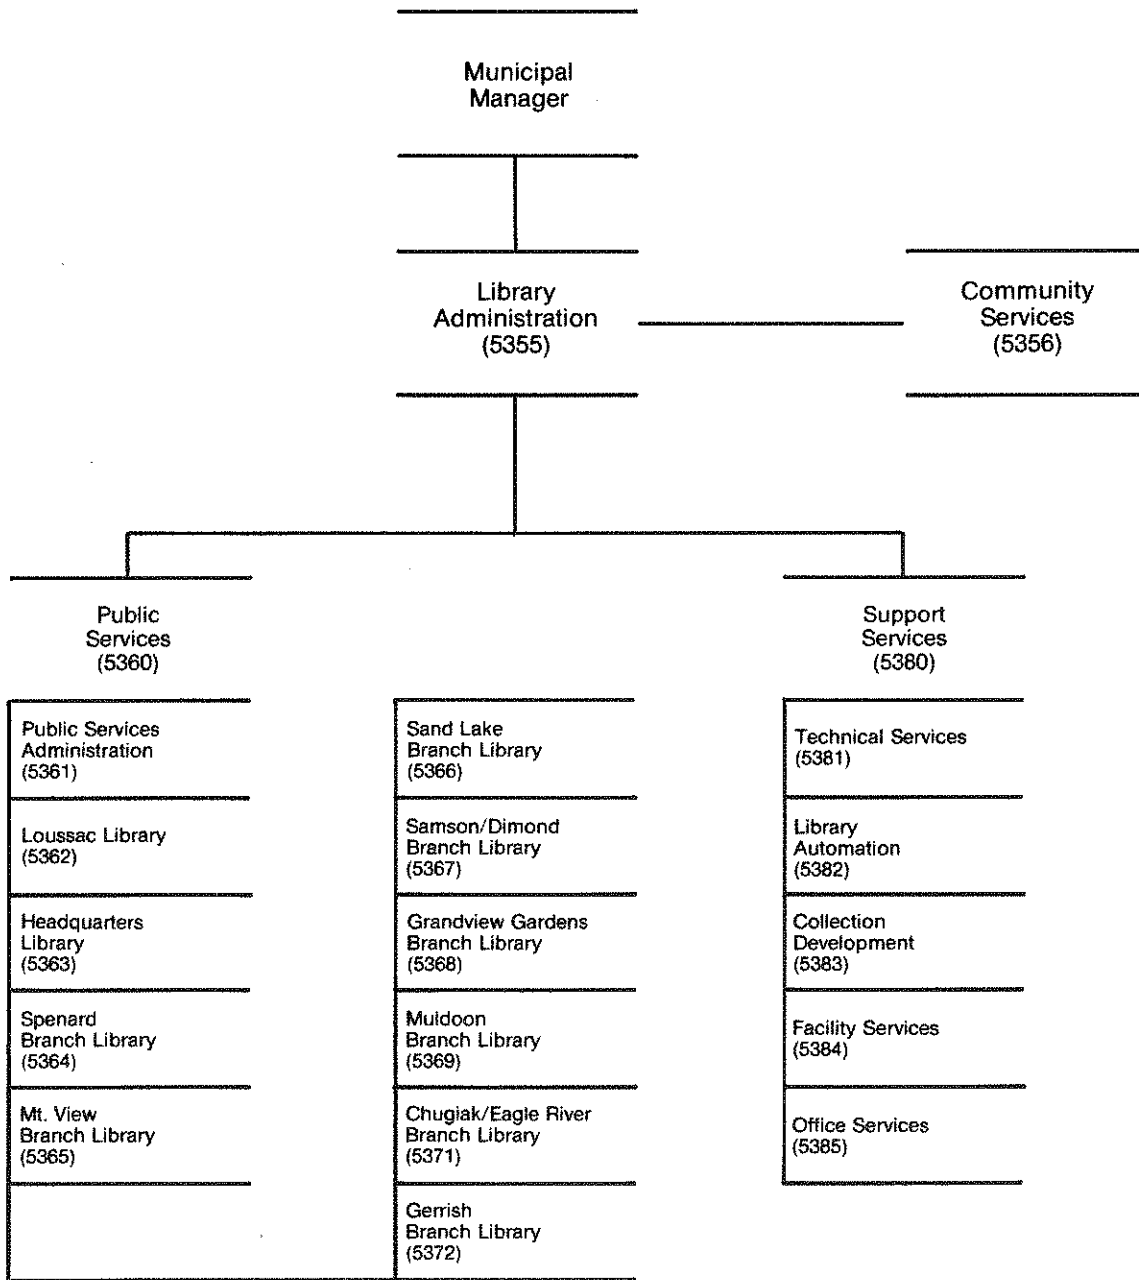 Municipal
Manager
Library
Administration
(5355)
Community
Services
(5356)
Public
Services
(5360)
Support
Services
(5380)
Public Services
Administration
(5361)
Loussac Library
(5362)
Headquarters
Library
(5363)
Spenard
Branch Library
(5364)
Mt. View
Branch Library
(5365)
Sand Lake
Branch Library
(5366)
Samson/Dimond
Branch Library
(5367)
Grandview Gardens
Branch Library
(5368)
Muldoon
Branch Library
(5369)
Chugiak/Eagle River
Branch Library
(5371)
Gerrish
Branch Library
(5372)
Technical Services
(5381)
Library
Automation
(5382)
Collection
Development
(5383)
Facility Services
(5384)
Office Services
(5385)